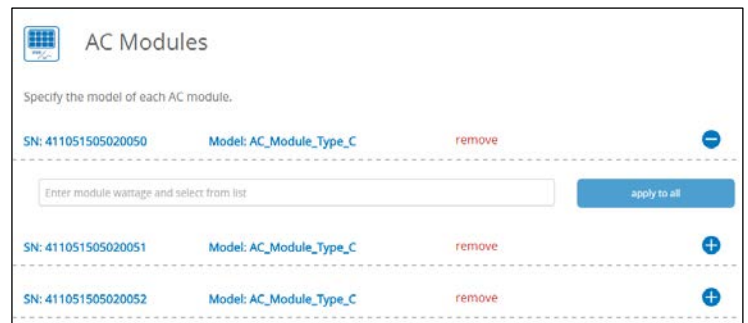 AC Modules
Specify the model of each AC module.
SN: 411051505020050 Model: AC_Module_Type_C remove
Enter module wattage and select from list apply to all
SN: 411051505020051 Model: AC_Module_Type_C remove
SN: 411051505020052 Model: AC_Module_Type_C remove